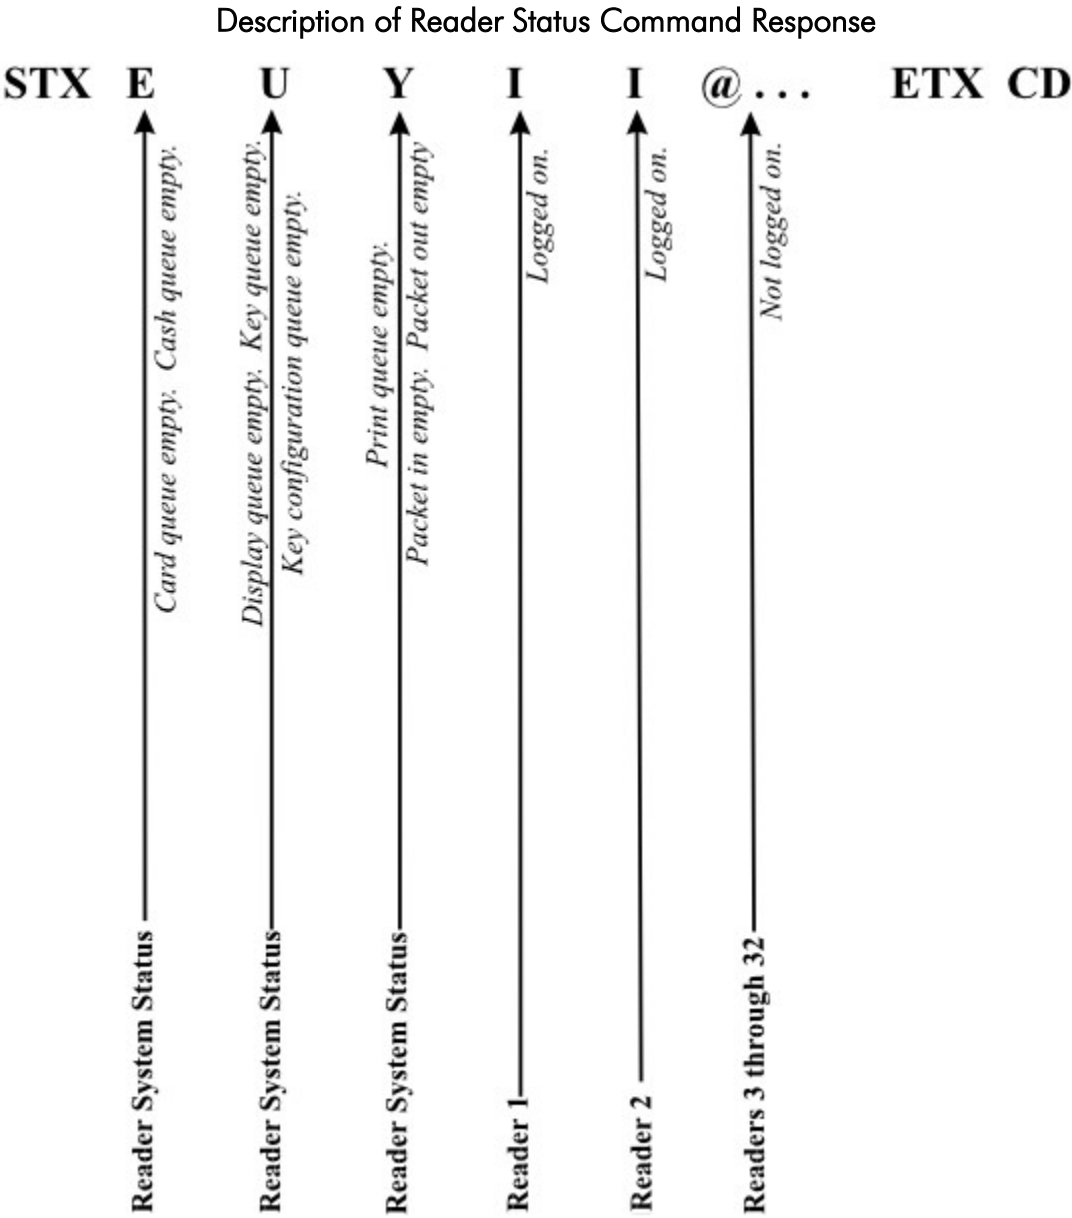 Description of Reader Status Command Response
STX E U Y I I @ . . . ETX CD
Card queue empty. Cash queue empty.
Display queue empty. Key queue empty.
Key configuration queue empty.
Print queue empty.
Packet in empty. Packet out empty
Logged on.
Logged on.
Not logged on.
Reader System Status
Reader System Status
Reader System Status
Reader 1
Reader 2
Readers 3 through 32